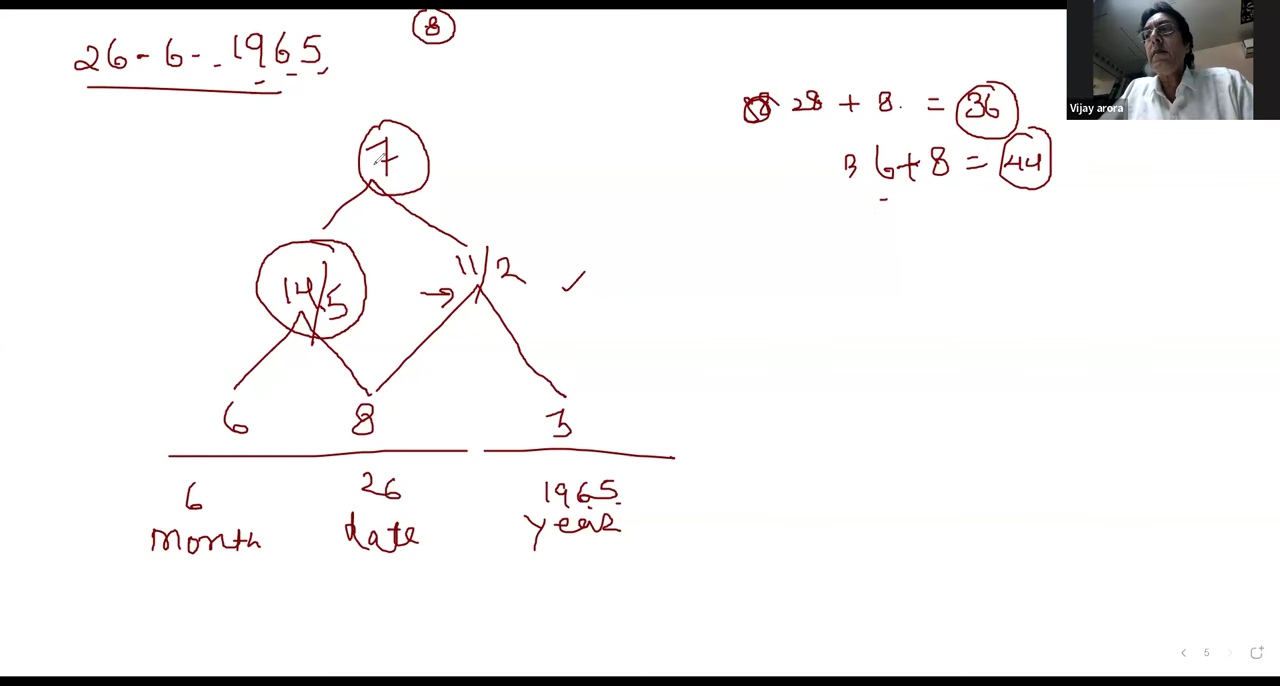 8
26 - 6 - 1965
Vijay arora
28 + 8. = 36
36 + 8 = 44
7
14/5
11/2
6 8 3
6 26 1965
Month date year
5